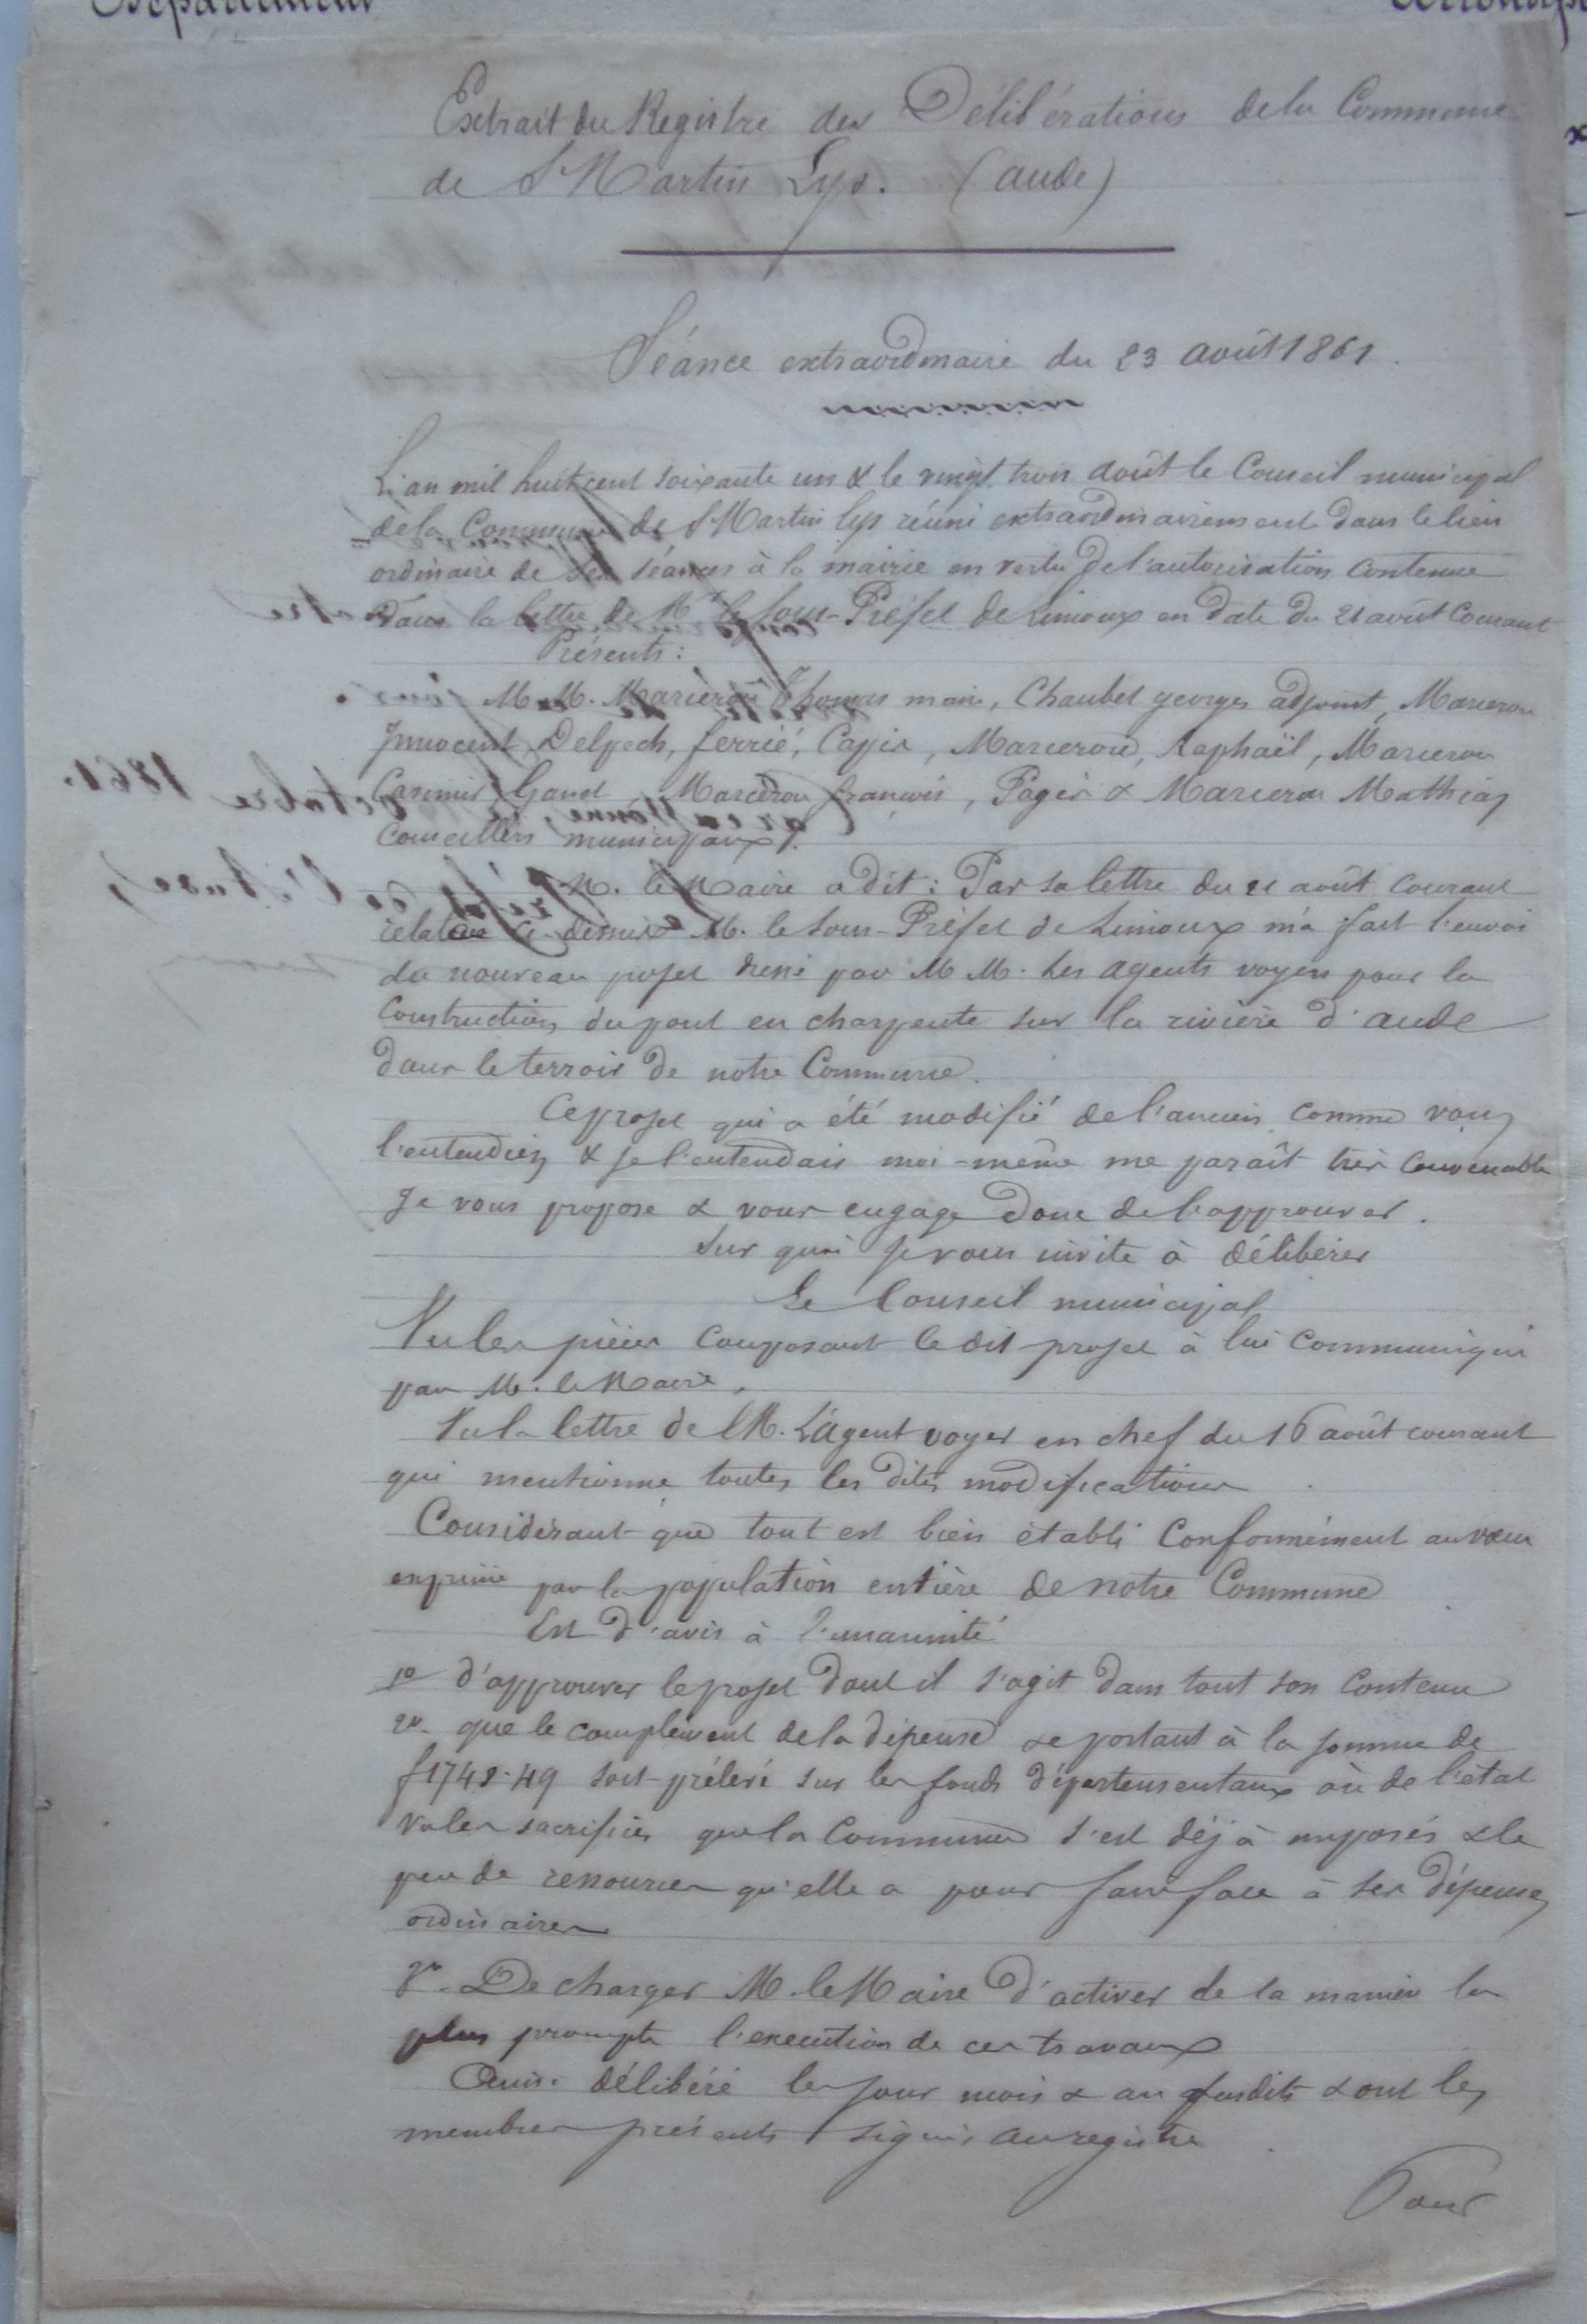 Département
Extrait du Registre des Délibérations de la Commune
de St Martin Lys. (aude)
Séance extraordinaire du 23 août 1861.
L'an mil huit cent soixante un & le vingt trois août le Conseil municipal
de la Commune de St Martin lys réuni extraordinairement dans le lieu
ordinaire de ses séances à la mairie en vertu de l'autorisation contenue
dans la lettre de Mr le Sous-Préfet de Limoux en date du 21 août Courant
Présents :
M.M. Marcerou Thomas maire, Chaubet georges adjoint, Marcerou
Innocent, Delpech, ferrié, Capia, Marcerou, Raphaël, Marcerou
Casimir, Marcerou françois, Pagès & Marcerou Mathias
Conseillers municipaux.
M. le Maire a dit : Par sa lettre du 21 août Courant
relatée ci-dessus M. le Sous-Préfet de Limoux m'a fait l'envoi
du nouveau projet dressé par M M. les agents voyers pour la
Construction du pont en charpente sur la rivière d'aude
dans le terroir de notre Commune.
Ce projet qui a été modifié de l'ancien comme vous
l'entendiez & je l'entendais moi-même me paraît très convenable
Je vous propose & vous engage donc de l'approuver.
Sur quoi je vous invite à délibérer
Le Conseil municipal
Vu les pièces composant le dit projet à lui communiqué
par M. le Maire,
Vu la lettre de M. L'agent voyer en chef du 16 août courant
qui mentionne toutes les dites modifications
Considérant que tout est bien établi Conformément au vœu
exprimé par la population entière de notre Commune
Est d'avis à l'unanimité
1o d'approuver le projet dont il s'agit dans tout son Contenu
2o. que le complément de la dépense se portant à la somme de
f1748.49 soit prélevé sur les fonds départementaux où de l'état
Vu les sacrifices que la Commune s'est déjà imposés & le
peu de ressources qu'elle a pour faire face à ses dépenses
ordinaires
3o. De charger M. le Maire d'activer de la manière la
plus prompte l'exécution de ces travaux
Ainsi délibéré les jour mois & an susdits & ont les
membres présents signés au registre
Pour